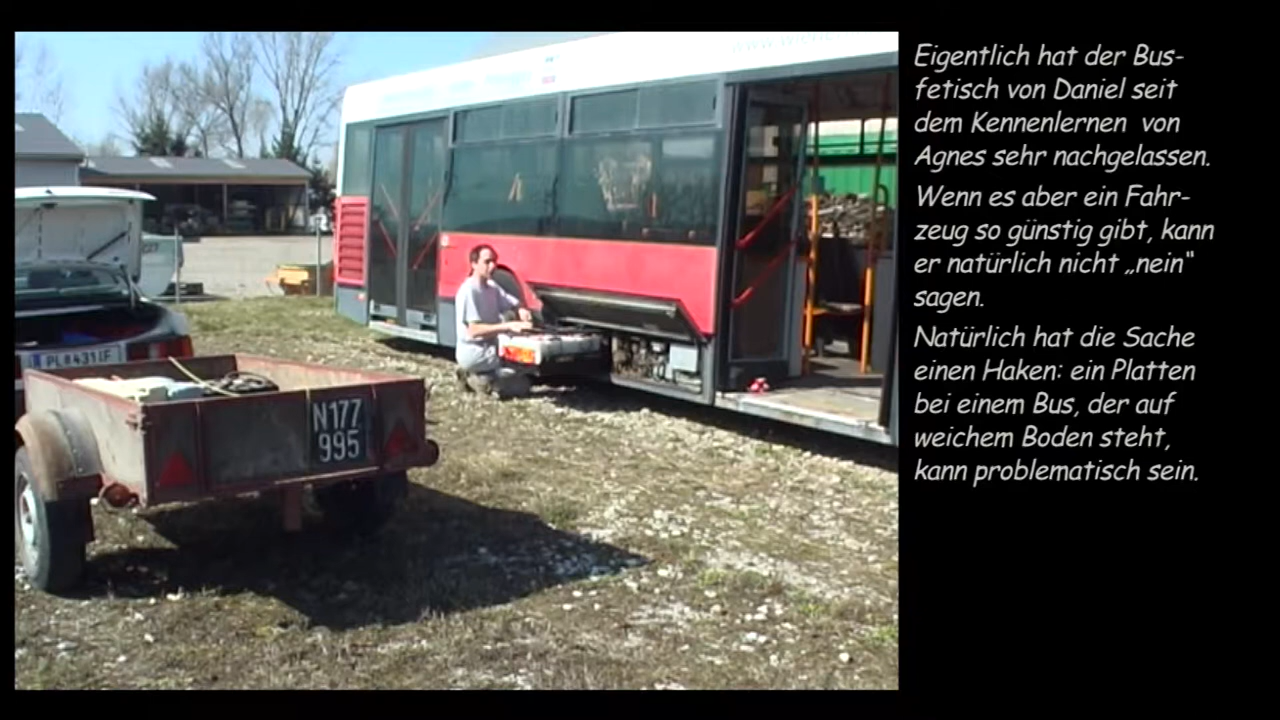 Eigentlich hat der Bus-
fetisch von Daniel seit
dem Kennenlernen von
Agnes sehr nachgelassen.
Wenn es aber ein Fahr-
zeug so günstig gibt, kann
er natürlich nicht „nein“
sagen.
Natürlich hat die Sache
einen Haken: ein Platten
bei einem Bus, der auf
weichem Boden steht,
kann problematisch sein.
N177
995